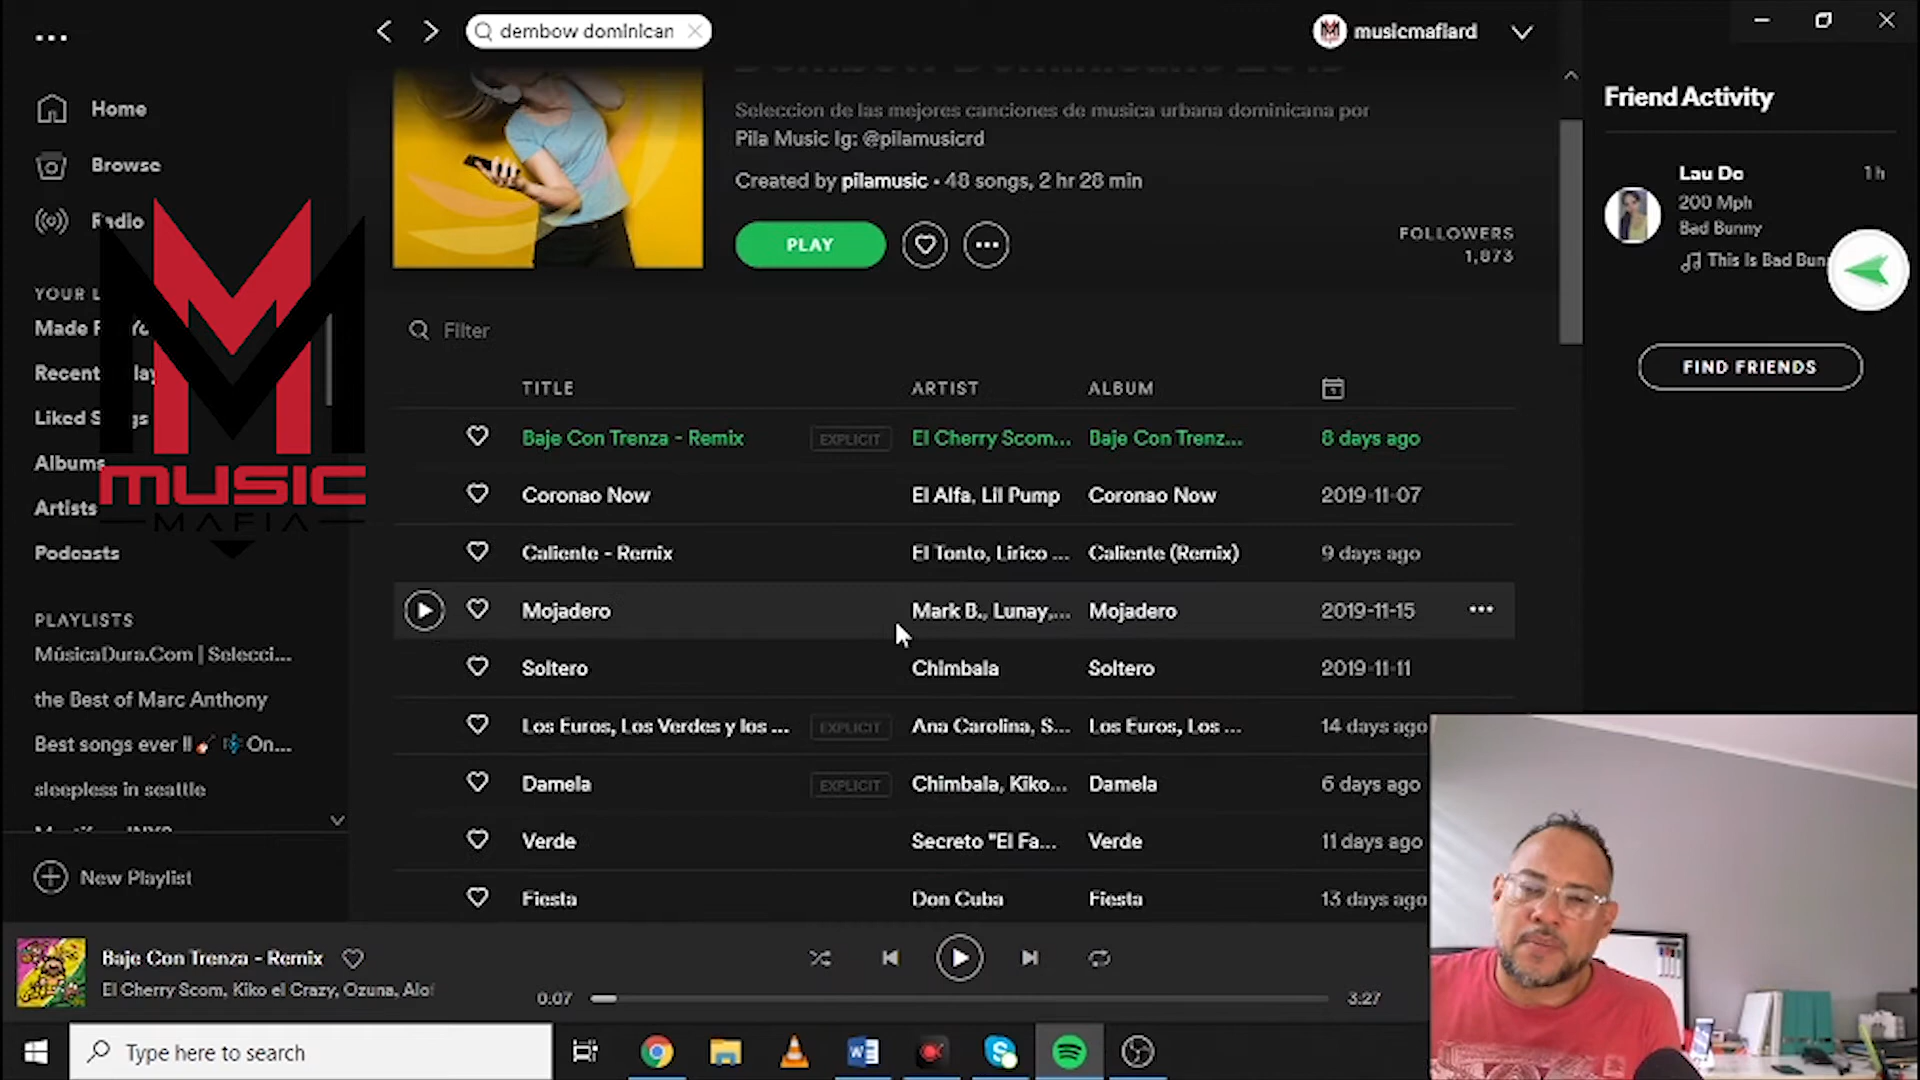 dembow dominican
musicmafiard
Home
Browse
Radio
YOUR L
Made F Yo
Recent lay
Liked S gs
Albums
Artists
Podcasts
MUSIC
MAFIA
PLAYLISTS
MúsicaDura.Com | Selecci...
the Best of Marc Anthony
Best songs ever II🎸 🗣On...
sleepless in seattle
New Playlist
Seleccion de las mejores canciones de musica urbana dominicana por
Pila Music Ig: @pilamusicrd
Created by pilamusic • 48 songs, 2 hr 28 min
PLAY
FOLLOWERS
1,873
Filter
TITLE ARTIST ALBUM
Baje Con Trenza - Remix EXPLICIT El Cherry Scom... Baje Con Trenz... 8 days ago
Coronao Now El Alfa, Lil Pump Coronao Now 2019-11-07
Caliente - Remix El Tonto, Lirico ... Caliente (Remix) 9 days ago
Mojadero Mark B., Lunay,... Mojadero 2019-11-15
Soltero Chimbala Soltero 2019-11-11
Los Euros, Los Verdes y los ... EXPLICIT Ana Carolina, S... Los Euros, Los ... 14 days ago
Damela EXPLICIT Chimbala, Kiko... Damela 6 days ago
Verde Secreto "El Fa... Verde 11 days ago
Fiesta Don Cuba Fiesta 13 days ago
Friend Activity
Lau Dc 1h
200 Mph
Bad Bunny
This Is Bad Bun
FIND FRIENDS
Baje Con Trenza - Remix
El Cherry Scom, Kiko el Crazy, Ozuna, Alof
0:07 3:27
Type here to search